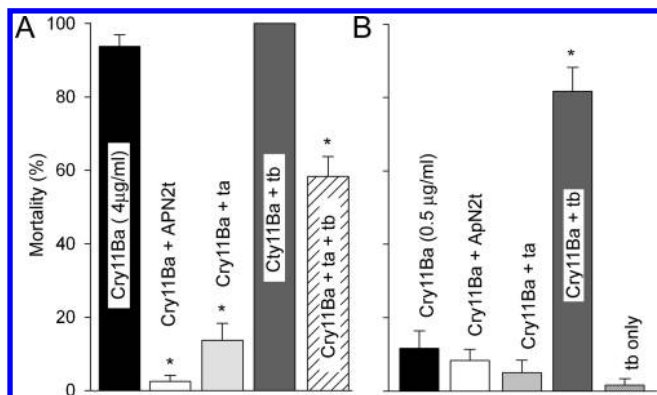 A
B
Mortality (%)
100
80
60
40
20
0
Cry11Ba ( 4µg/ml)
Cry11Ba + APN2t
*
Cry11Ba + ta
*
Cty11Ba + tb
Cry11Ba + ta + tb
*
Cry11Ba (0.5 µg/ml)
Cry11Ba + ApN2t
Cry11Ba + ta
Cry11Ba + tb
*
tb only